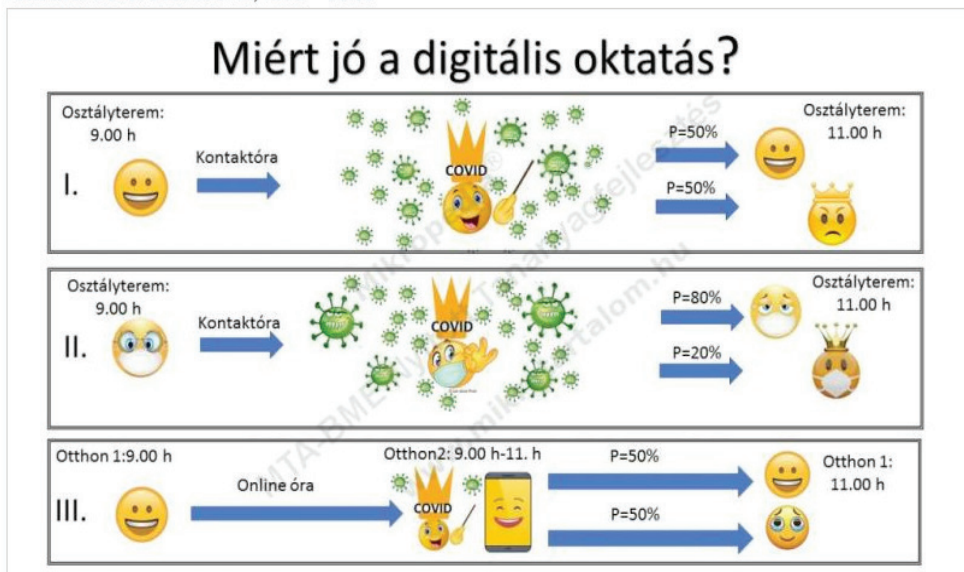 Miért jó a digitális oktatás?
Osztályterem:
9.00 h
I.
Kontaktóra
COVID
P=50%
P=50%
Osztályterem:
11.00 h
Osztályterem:
9.00 h
II.
Kontaktóra
COVID
P=80%
P=20%
Osztályterem:
11.00 h
Otthon 1:9.00 h
III.
Online óra
Otthon2: 9.00 h-11. h
COVID
P=50%
P=50%
Otthon 1:
11.00 h